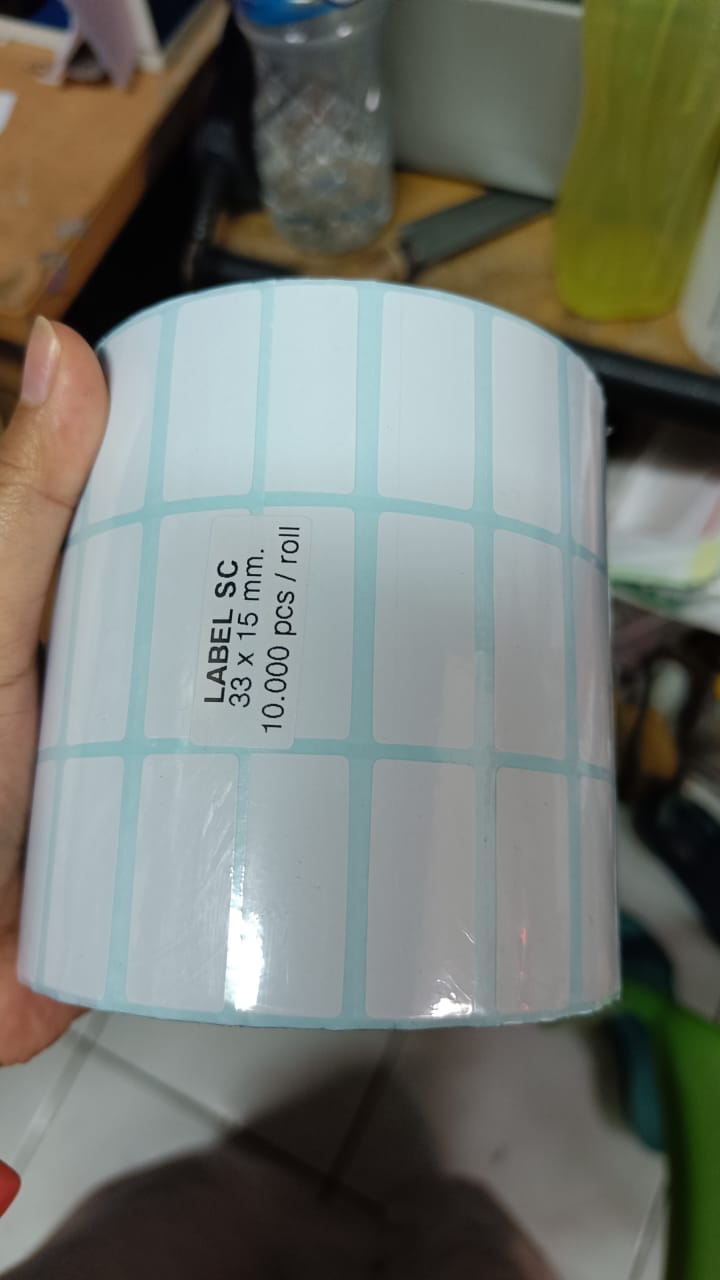 LABEL SC
33 x 15 mm.
10.000 pcs / roll